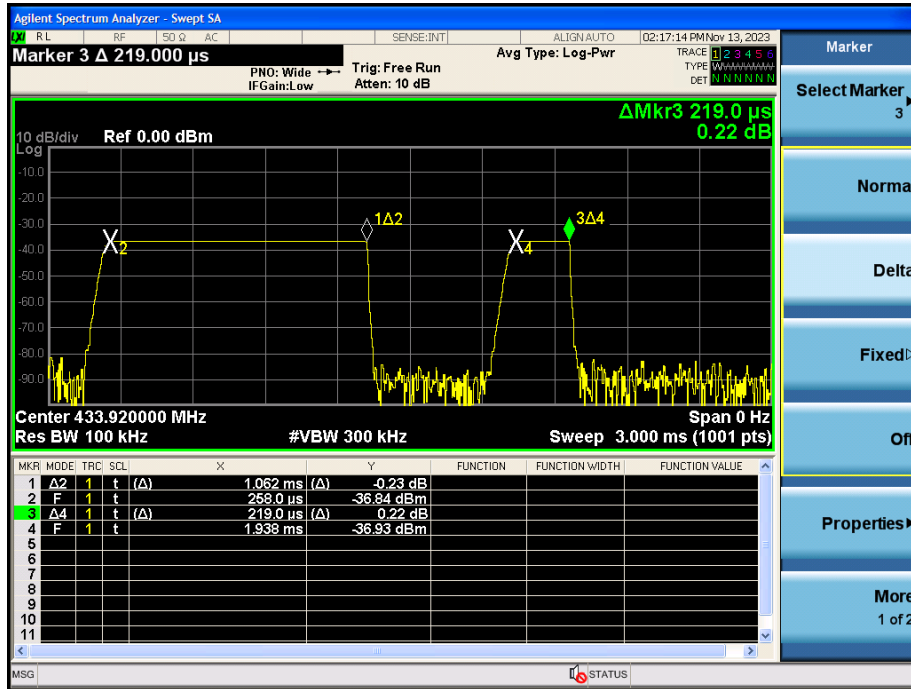 Agilent Spectrum Analyzer - Swept SA
LXI RL RF 50 Ω AC SENSE:INT ALIGN AUTO 02:17:14 PM Nov 13, 2023
Marker 3 Δ 219.000 µs
PNO: Wide
IFGain:Low
Trig: Free Run
Atten: 10 dB
Avg Type: Log-Pwr
TRACE 1 2 3 4 5 6
TYPE W
DET N N N N N N
ΔMkr3 219.0 µs
0.22 dB
10 dB/div Ref 0.00 dBm
Log
-10.0
-20.0
-30.0
-40.0
-50.0
-60.0
-70.0
-80.0
-90.0
2
1Δ2
4
3Δ4
Center 433.920000 MHz Span 0 Hz
Res BW 100 kHz #VBW 300 kHz Sweep 3.000 ms (1001 pts)
MKR MODE TRC SCL X Y FUNCTION FUNCTION WIDTH FUNCTION VALUE
1 Δ2 1 t (Δ) 1.062 ms (Δ) -0.23 dB
2 F 1 t 258.0 µs -36.84 dBm
3 Δ4 1 t (Δ) 219.0 µs (Δ) 0.22 dB
4 F 1 t 1.938 ms -36.93 dBm
5
6
7
8
9
10
11
MSG STATUS
Marker
Select Marker
3
Norma
Delta
Fixed
Off
Properties
More
1 of 2